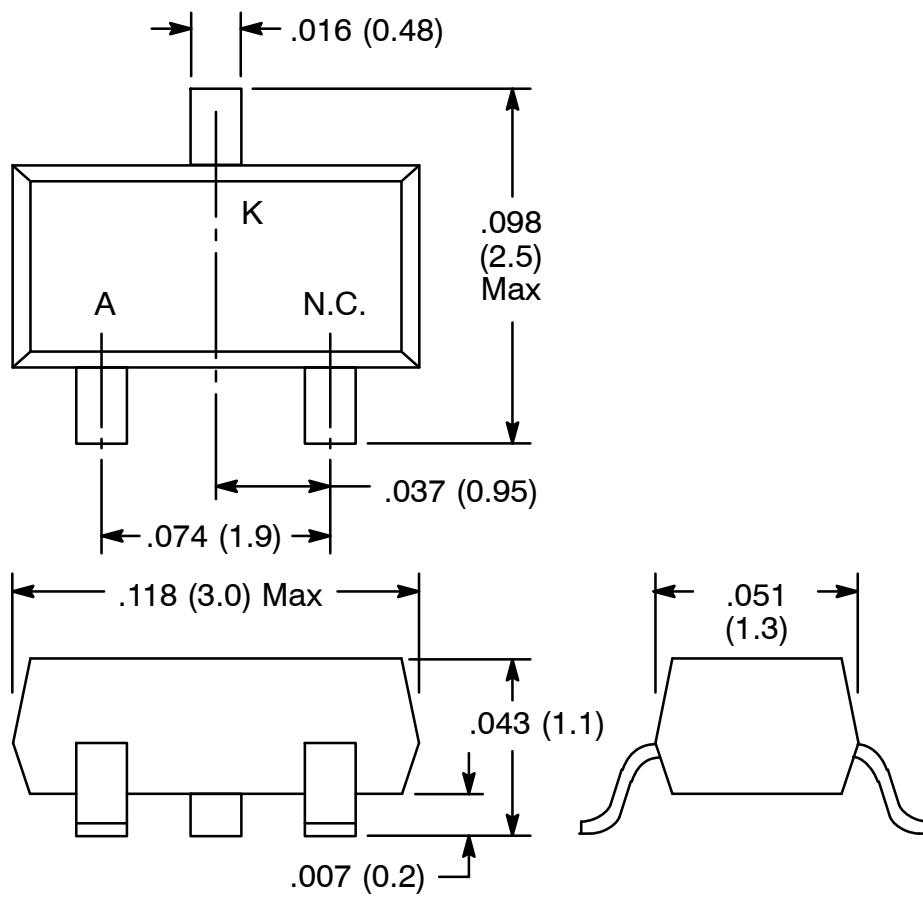 .016 (0.48)
K
.098
(2.5)
Max
A
N.C.
.037 (0.95)
.074 (1.9)
.118 (3.0) Max
.051
(1.3)
.043 (1.1)
.007 (0.2)